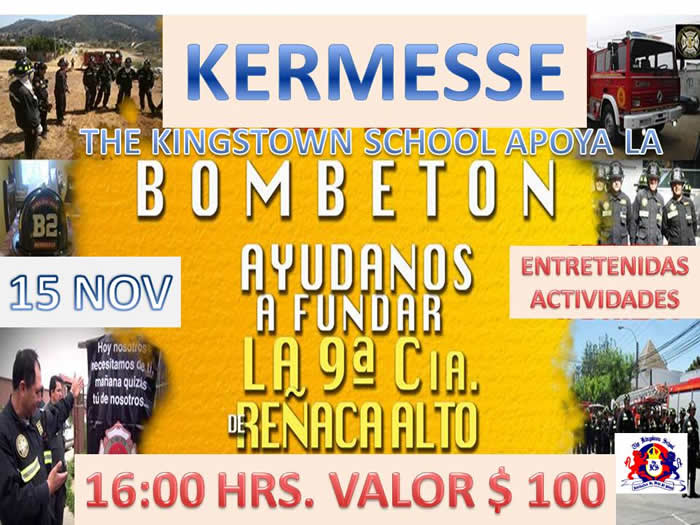 KERMESSE
THE KINGSTOWN SCHOOL APOYA LA
BOMBETON
B2
AYUDANOS
A FUNDAR
LA 9ª CIA.
DE REÑACA ALTO
15 NOV
ENTRETENIDAS
ACTIVIDADES
Hoy nosotros
necesitamos de ti,
mañana quizás
tú de nosotros...
16:00 HRS. VALOR $ 100